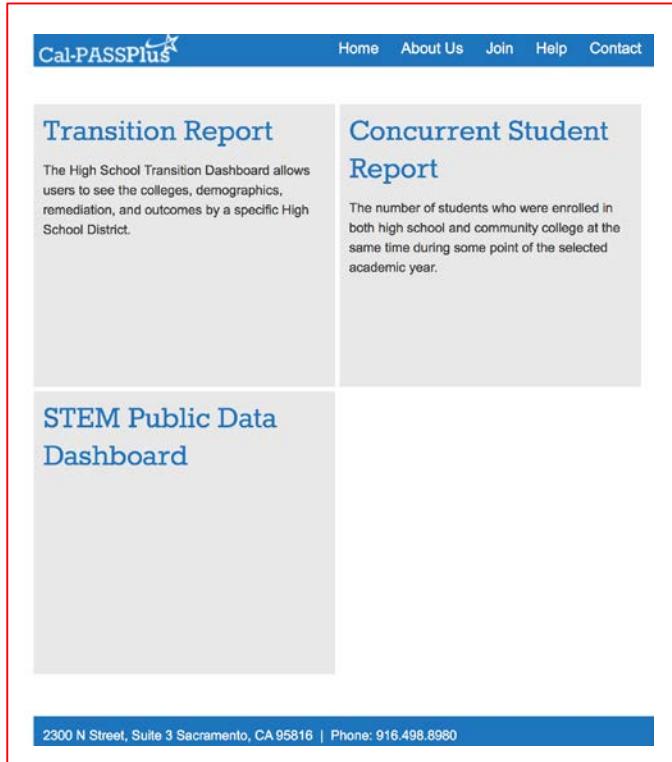 Cal-PASSPlus Home About Us Join Help Contact
Transition Report
The High School Transition Dashboard allows
users to see the colleges, demographics,
remediation, and outcomes by a specific High
School District.
Concurrent Student
Report
The number of students who were enrolled in
both high school and community college at the
same time during some point of the selected
academic year.
STEM Public Data
Dashboard
2300 N Street, Suite 3 Sacramento, CA 95816 | Phone: 916.498.8980